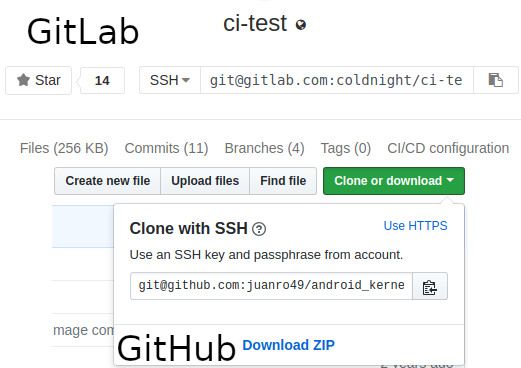 GitLab
ci-test
Star 14 SSH git@gitlab.com:coldnight/ci-te
Files (256 KB) Commits (11) Branches (4) Tags (0) CI/CD configuration
Create new file Upload files Find file Clone or download
Clone with SSH ? Use HTTPS
Use an SSH key and passphrase from account.
git@github.com:juanro49/android_kerne
mage com
GitHub Download ZIP
2 years ago